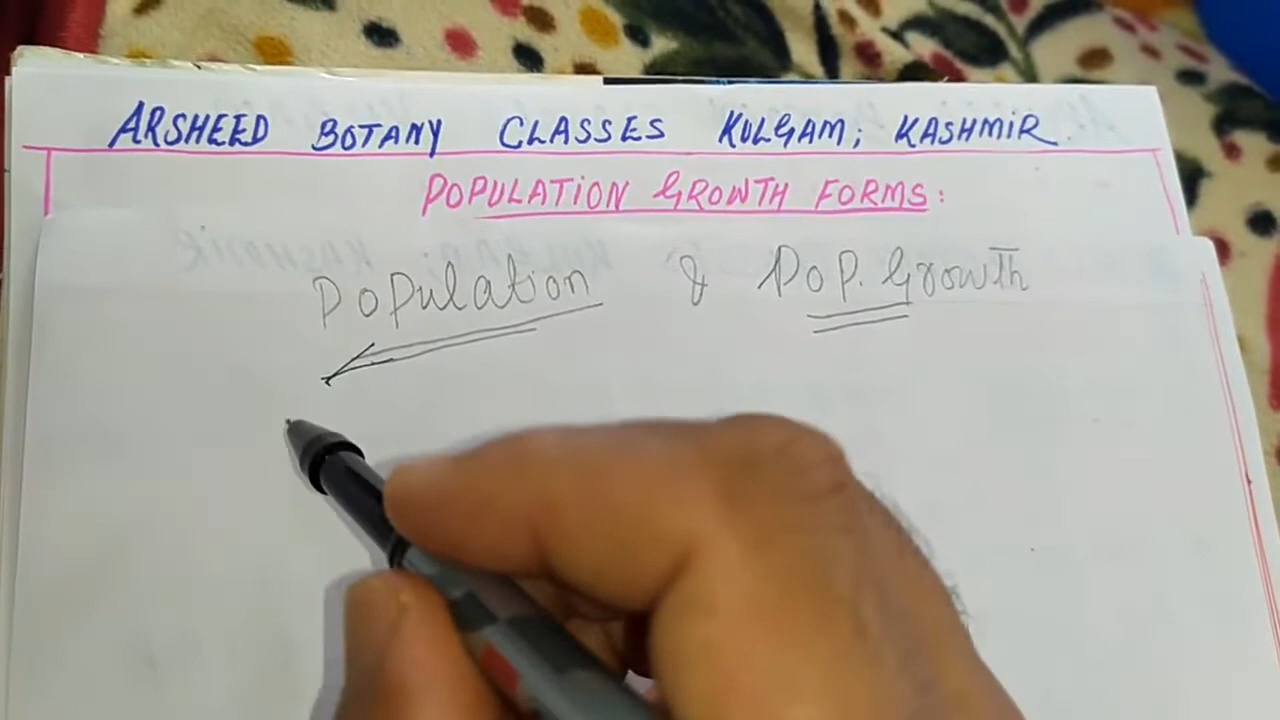 ARSHEED BOTANY CLASSES KULGAM; KASHMIR.
POPULATION GROWTH FORMS:
Population & Pop. Growth